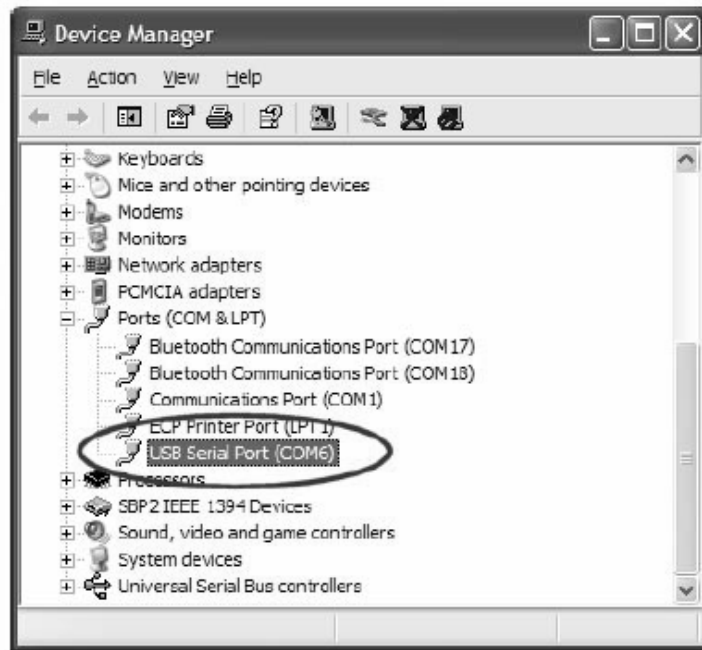 Device Manager
File Action View Help
Keyboards
Mice and other pointing devices
Modems
Monitors
Network adapters
PCMCIA adapters
Ports (COM & LPT)
Bluetooth Communications Port (COM17)
Bluetooth Communications Port (COM18)
Communications Port (COM1)
ECP Printer Port (LPT1)
USB Serial Port (COM6)
Processors
SBP2 IEEE 1394 Devices
Sound, video and game controllers
System devices
Universal Serial Bus controllers